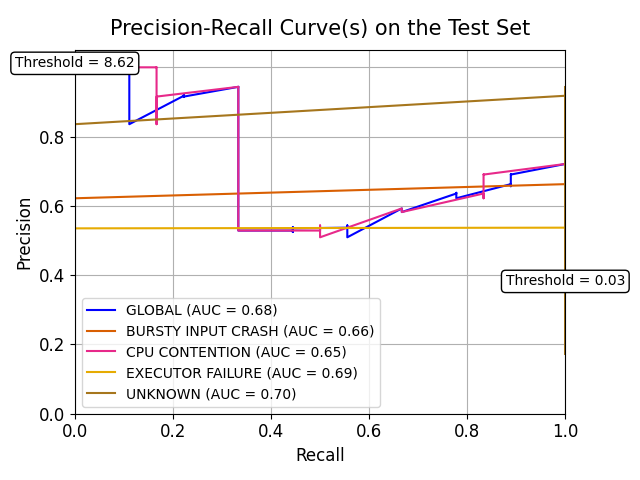 Precision-Recall Curve(s) on the Test Set
Threshold = 8.62
0.8
0.6
0.4
0.2
0.0
Precision
Threshold = 0.03
GLOBAL (AUC = 0.68)
BURSTY INPUT CRASH (AUC = 0.66)
CPU CONTENTION (AUC = 0.65)
EXECUTOR FAILURE (AUC = 0.69)
UNKNOWN (AUC = 0.70)
0.0 0.2 0.4 0.6 0.8 1.0
Recall